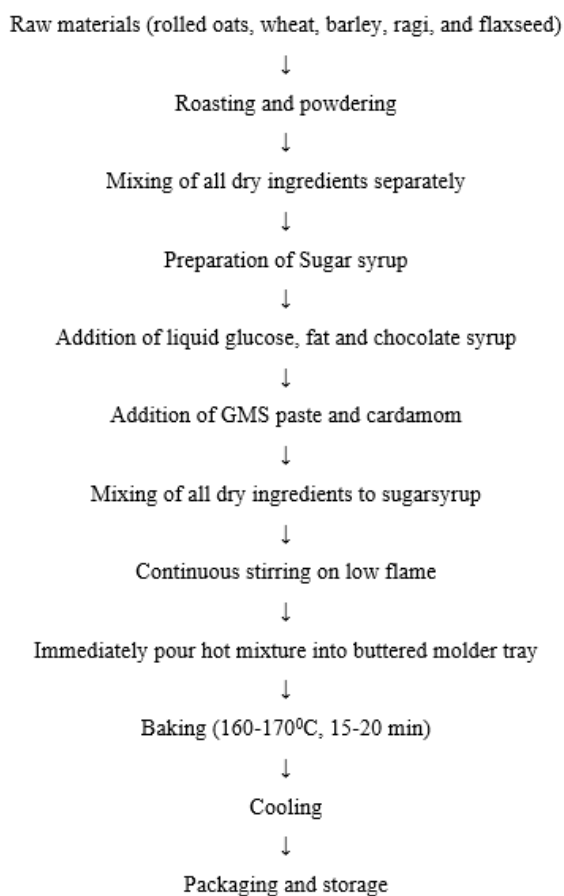 Raw materials (rolled oats, wheat, barley, ragi, and flaxseed)
↓
Roasting and powdering
↓
Mixing of all dry ingredients separately
↓
Preparation of Sugar syrup
↓
Addition of liquid glucose, fat and chocolate syrup
↓
Addition of GMS paste and cardamom
↓
Mixing of all dry ingredients to sugarsyrup
↓
Continuous stirring on low flame
↓
Immediately pour hot mixture into buttered molder tray
↓
Baking (160-170⁰C, 15-20 min)
↓
Cooling
↓
Packaging and storage